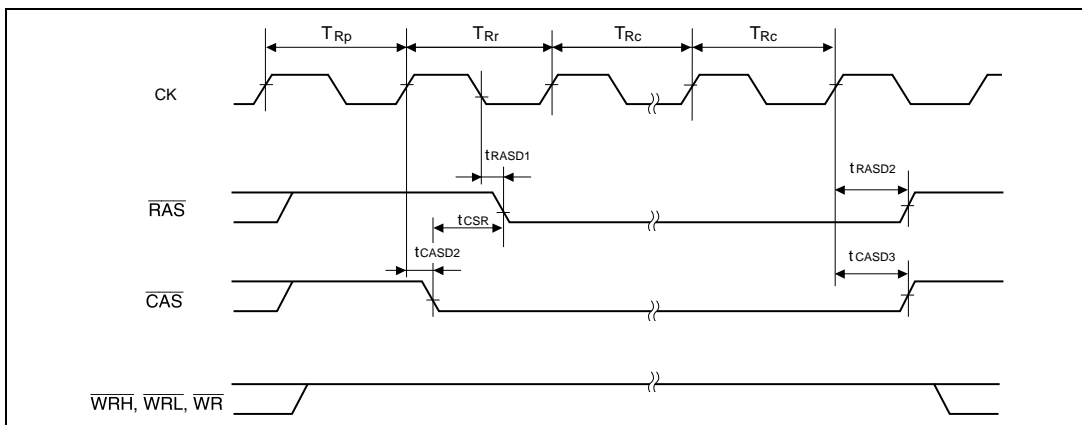 TRp TRr TRc TRc
CK
tRASD1 tRASD2
RAS
tCSR
tCASD2 tCASD3
CAS
WRH, WRL, WR